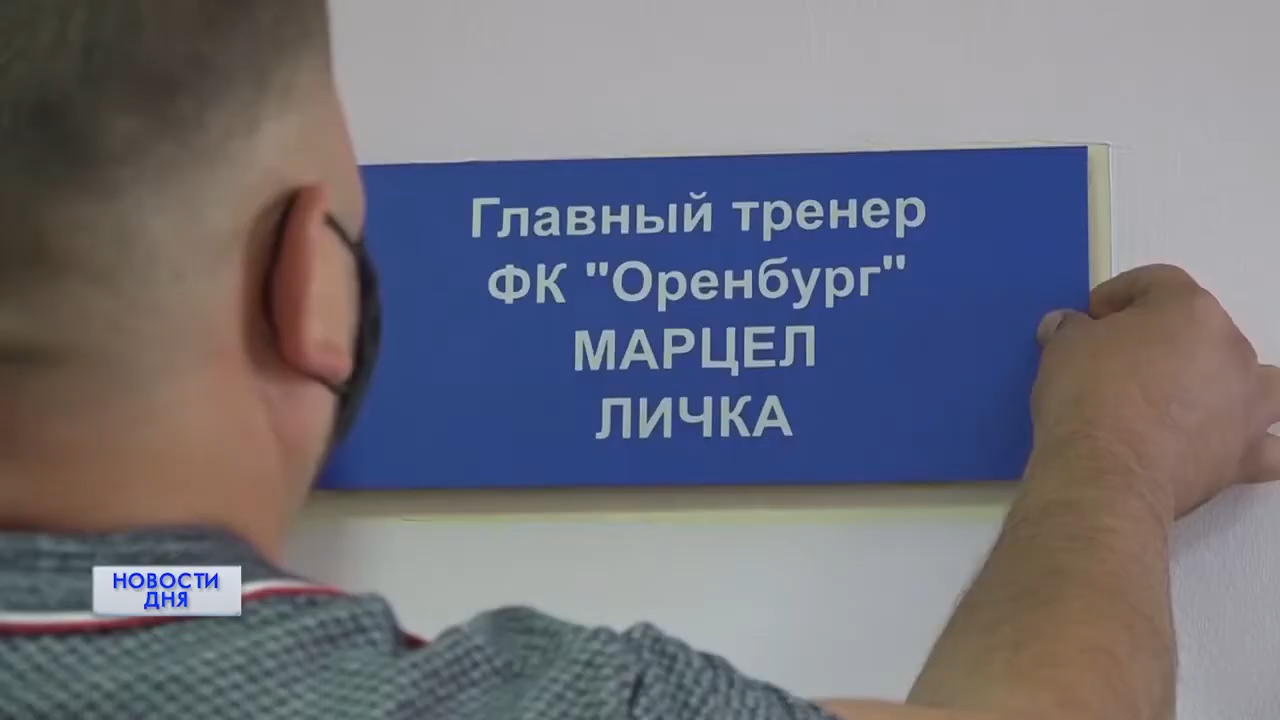 Главный тренер
ФК "Оренбург"
МАРЦЕЛ
ЛИЧКА
НОВОСТИ
ДНЯ